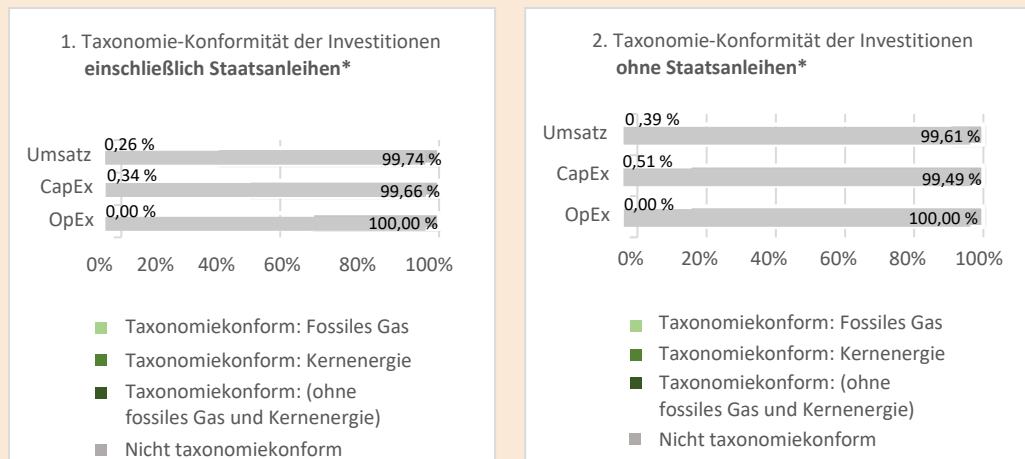 1. Taxonomie-Konformität der Investitionen
einschließlich Staatsanleihen*
Umsatz 0,26 % 99,74 %
CapEx 0,34 % 99,66 %
OpEx 0,00 % 100,00 %
0% 20% 40% 60% 80% 100%
Taxonomiekonform: Fossiles Gas
Taxonomiekonform: Kernenergie
Taxonomiekonform: (ohne
fossiles Gas und Kernenergie)
Nicht taxonomiekonform
2. Taxonomie-Konformität der Investitionen
ohne Staatsanleihen*
Umsatz 0,39 % 99,61 %
CapEx 0,51 % 99,49 %
OpEx 0,00 % 100,00 %
0% 20% 40% 60% 80% 100%
Taxonomiekonform: Fossiles Gas
Taxonomiekonform: Kernenergie
Taxonomiekonform: (ohne
fossiles Gas und Kernenergie)
Nicht taxonomiekonform